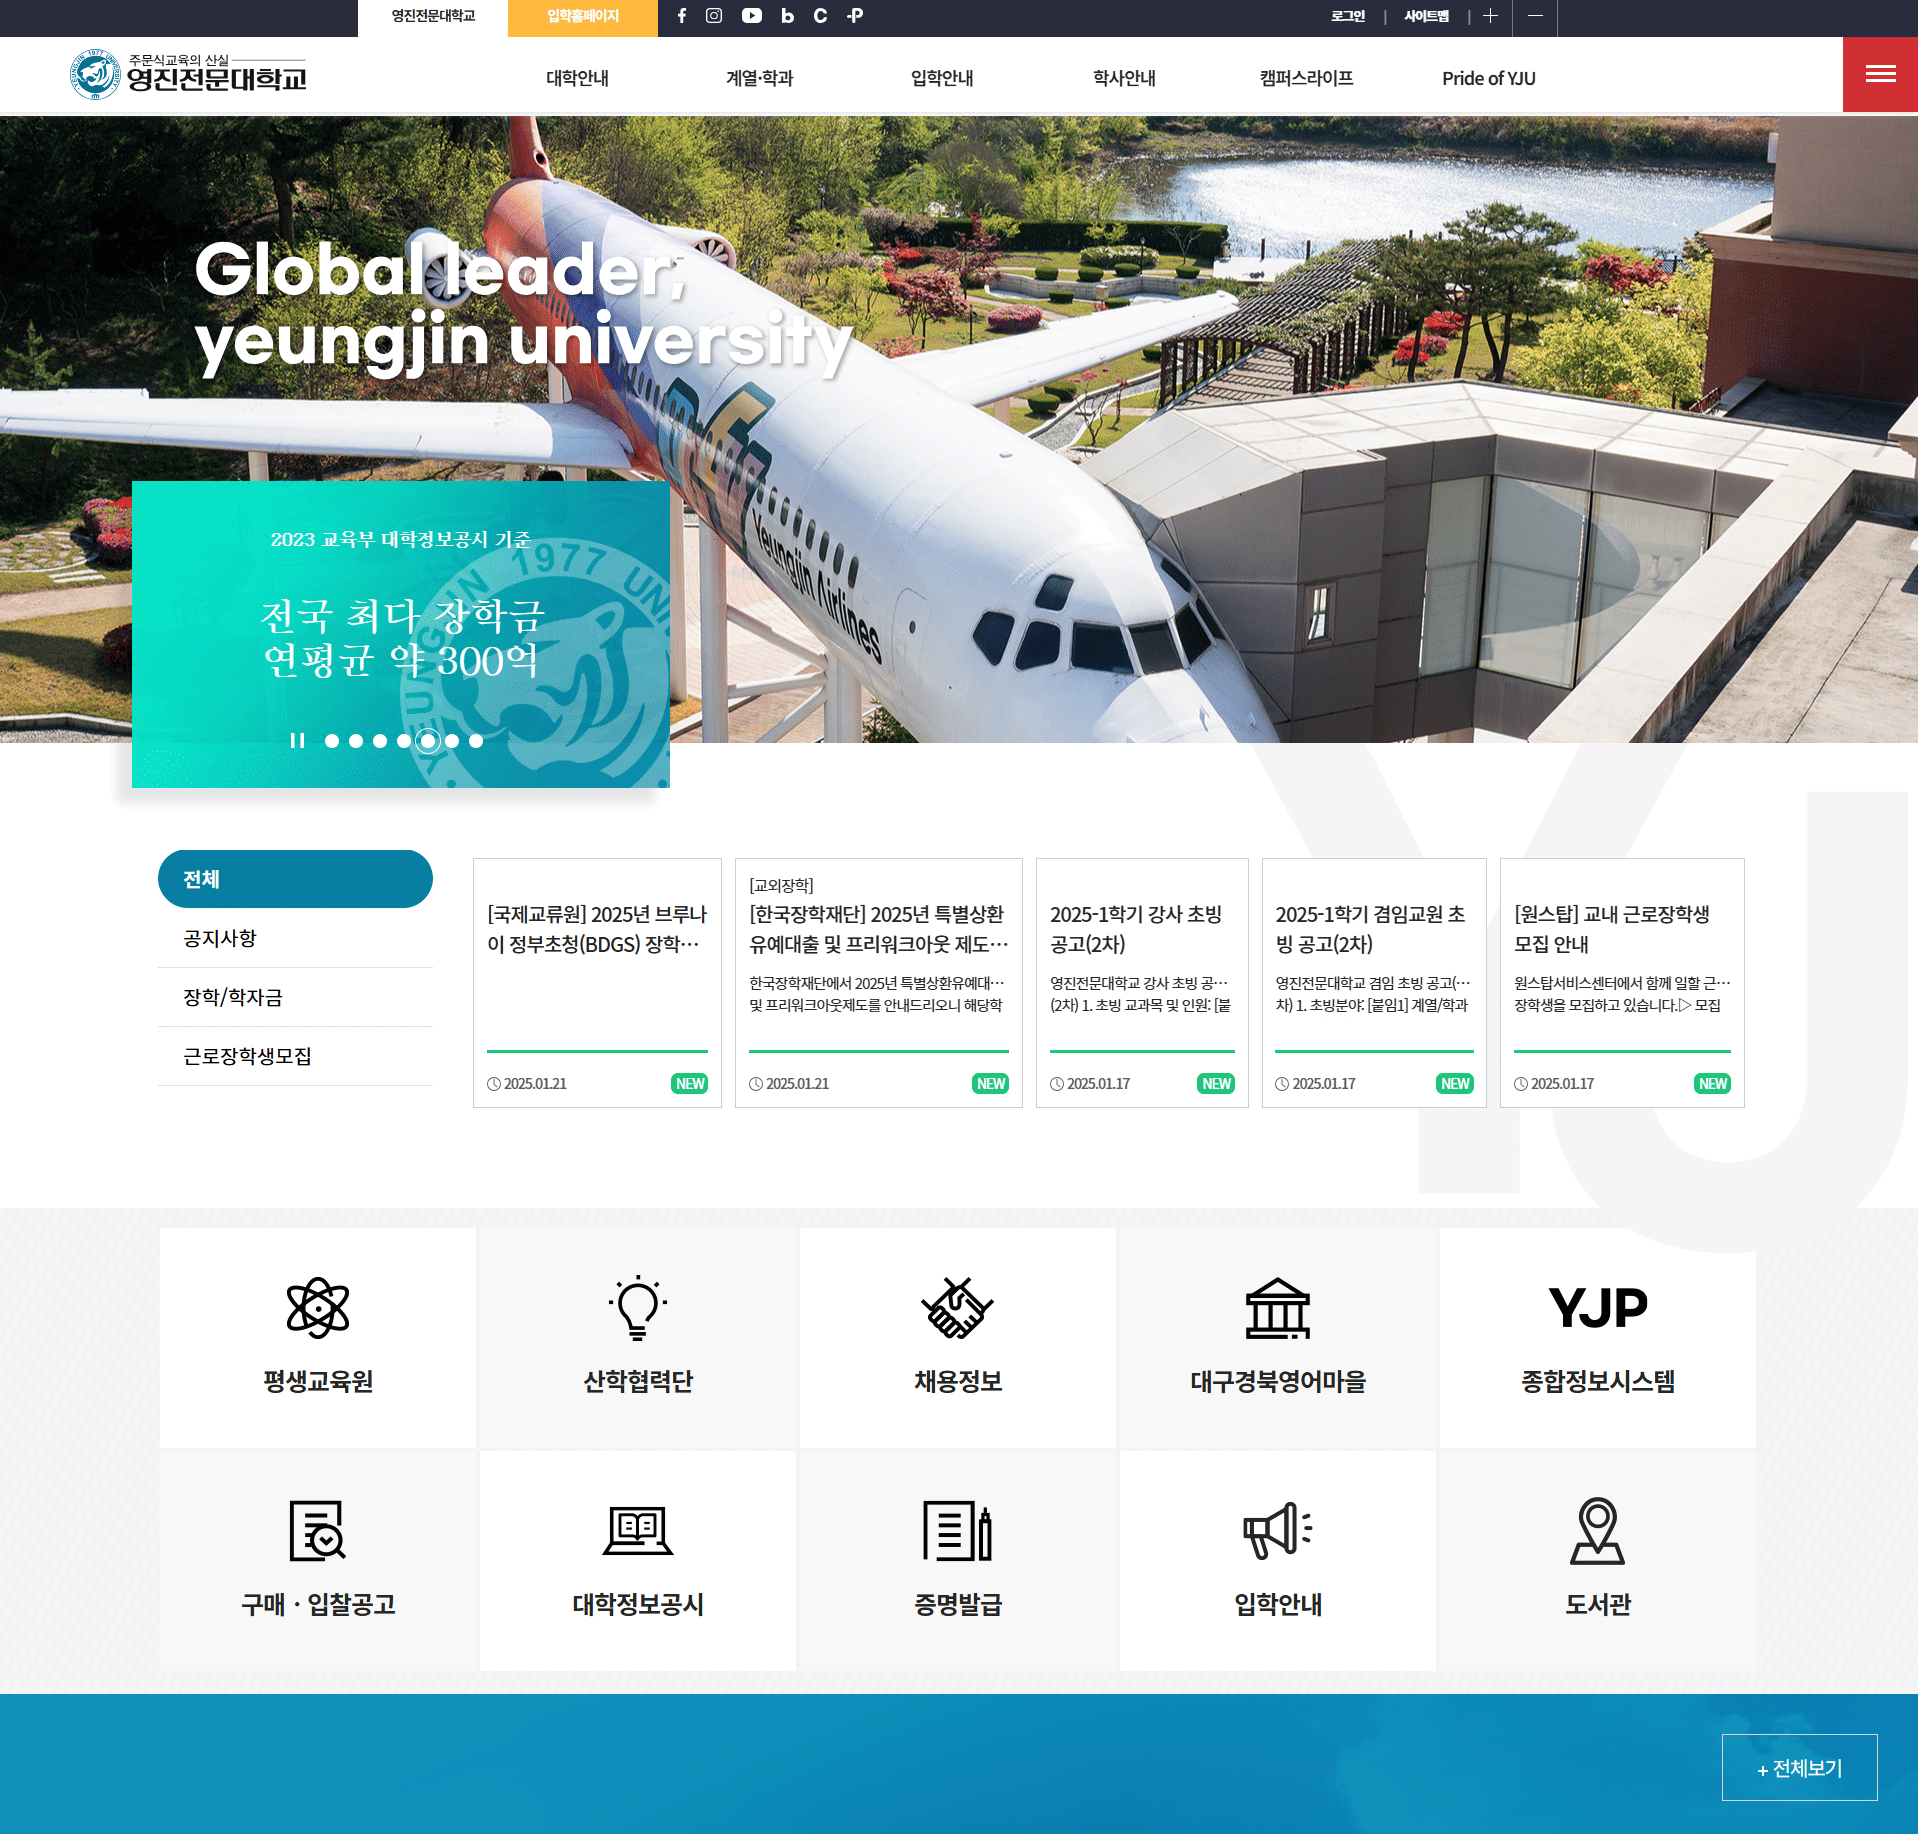 영진전문대학교
입학홈페이지
로그인
사이트맵
주문식교육의 산실
영진전문대학교
대학안내
계열·학과
입학안내
학사안내
캠퍼스라이프
Pride of YJU
Global leader,
yeungjin university
Yeungjin Airlines
2023 교육부 대학정보공시 기준
전국 최다 장학금
연평균 약 300억
전체
공지사항
장학/학자금
근로장학생모집
[국제교류원] 2025년 브루나
이 정부초청(BDGS) 장학…
2025.01.21
NEW
[교외장학]
[한국장학재단] 2025년 특별상환
유예대출 및 프리워크아웃 제도…
한국장학재단에서 2025년 특별상환유예대…
및 프리워크아웃제도를 안내드리오니 해당학
2025.01.21
NEW
2025-1학기 강사 초빙
공고(2차)
영진전문대학교 강사 초빙 공…
(2차) 1. 초빙 교과목 및 인원: [붙
2025.01.17
NEW
2025-1학기 겸임교원 초
빙 공고(2차)
영진전문대학교 겸임 초빙 공고(…
차) 1. 초빙분야: [붙임1] 계열/학과
2025.01.17
NEW
[원스탑] 교내 근로장학생
모집 안내
원스탑서비스센터에서 함께 일할 근…
장학생을 모집하고 있습니다.▷ 모집
2025.01.17
NEW
평생교육원
산학협력단
채용정보
대구경북영어마을
YJP
종합정보시스템
구매 · 입찰공고
대학정보공시
증명발급
입학안내
도서관
+ 전체보기